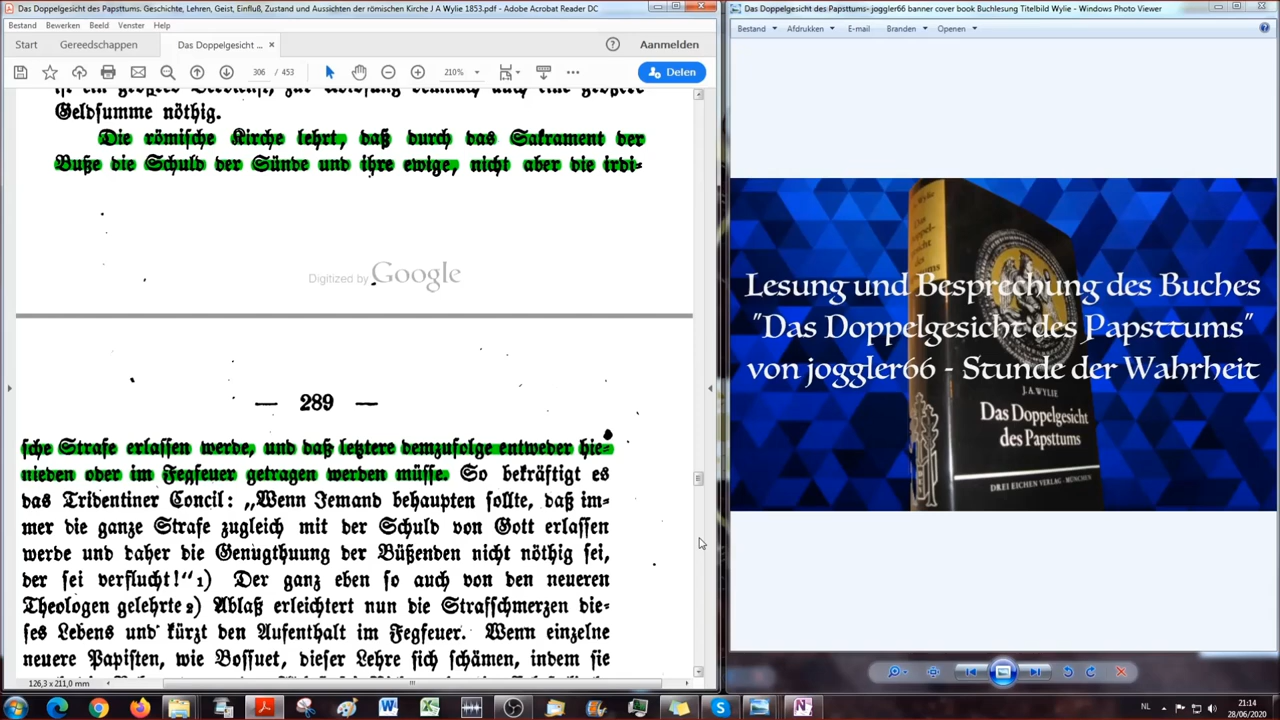 Das Doppelgesicht des Papsttums. Geschichte, Lehren, Geist, Einfluß, Zustand und Aussichten der römischen Kirche J A Wylie 1853.pdf - Adobe Acrobat Reader DC
Bestand Bewerken Beeld Venster Help
Start Gereedschappen Das Doppelgesicht ... × Aanmelden
306 / 453 210% Delen
Geldsumme nöthig.
Die römische Kirche lehrt, daß durch das Sakrament der
Buße die Schuld der Sünde und ihre ewige, nicht aber die irdi-
Digitized by Google
— 289 —
sche Strafe erlassen werde, und daß letztere demzufolge entweder hie-
nieden oder im Fegfeuer getragen werden müsse. So bekräftigt es
das Tridentiner Concil: „Wenn Jemand behaupten sollte, daß im-
mer die ganze Strafe zugleich mit der Schuld von Gott erlassen
werde und daher die Genugthuung der Büßenden nicht nöthig sei,
der sei verflucht!“1) Der ganz eben so auch von den neueren
Theologen gelehrte2) Ablaß erleichtert nun die Strafschmerzen die-
ses Lebens und kürzt den Aufenthalt im Fegfeuer. Wenn einzelne
neuere Papisten, wie Bossuet, dieser Lehre sich schämen, indem sie
126,3 x 211,0 mm
Das Doppelgesicht des Papsttums- joggler66 banner cover book Buchlesung Titelbild Wylie - Windows Photo Viewer
Bestand Afdrukken E-mail Branden Openen
Lesung und Besprechung des Buches
"Das Doppelgesicht des Papsttums"
von joggler66 - Stunde der Wahrheit
J.A. WYLIE
Das Doppelgesicht
des Papsttums
DREI EICHEN VERLAG · MÜNCHEN
NL 21:14
28/06/2020